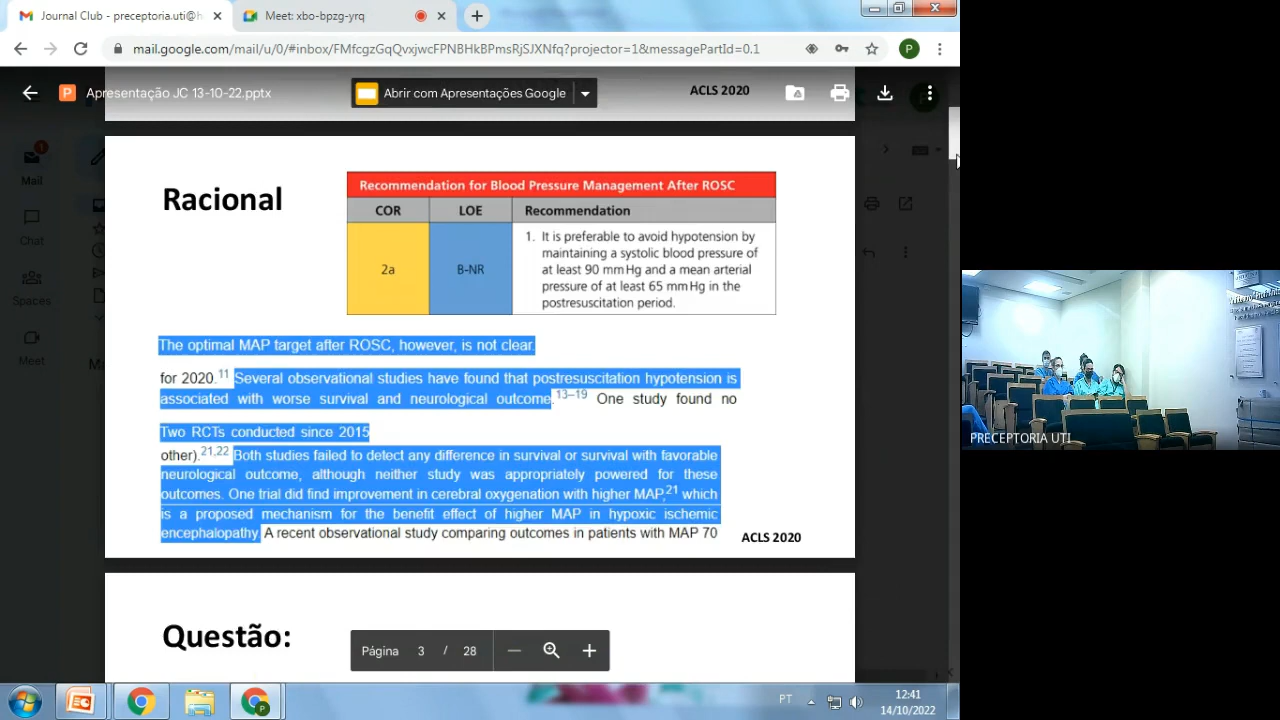 Journal Club - preceptoria.uti@h
Meet: xbo-bpzg-yrq
mail.google.com/mail/u/0/#inbox/FMfcgzGqQvxjwcFPNBHkBPmsRjSJXNfq?projector=1&messagePartId=0.1
P
P
Apresentação JC 13-10-22.pptx
Abrir com Apresentações Google
ACLS 2020
1
Mail
Chat
Spaces
Meet
Racional
Recommendation for Blood Pressure Management After ROSC
COR LOE Recommendation
2a B-NR
1. It is preferable to avoid hypotension by
maintaining a systolic blood pressure of
at least 90 mm Hg and a mean arterial
pressure of at least 65 mm Hg in the
postresuscitation period.
The optimal MAP target after ROSC, however, is not clear.
for 2020.11 Several observational studies have found that postresuscitation hypotension is
associated with worse survival and neurological outcome.13–19 One study found no
Two RCTs conducted since 2015
other).21,22 Both studies failed to detect any difference in survival or survival with favorable
neurological outcome, although neither study was appropriately powered for these
outcomes. One trial did find improvement in cerebral oxygenation with higher MAP,21 which
is a proposed mechanism for the benefit effect of higher MAP in hypoxic ischemic
encephalopathy. A recent observational study comparing outcomes in patients with MAP 70
ACLS 2020
Questão:
Página 3 / 28
PRECEPTORIA UTI
PT
12:41
14/10/2022